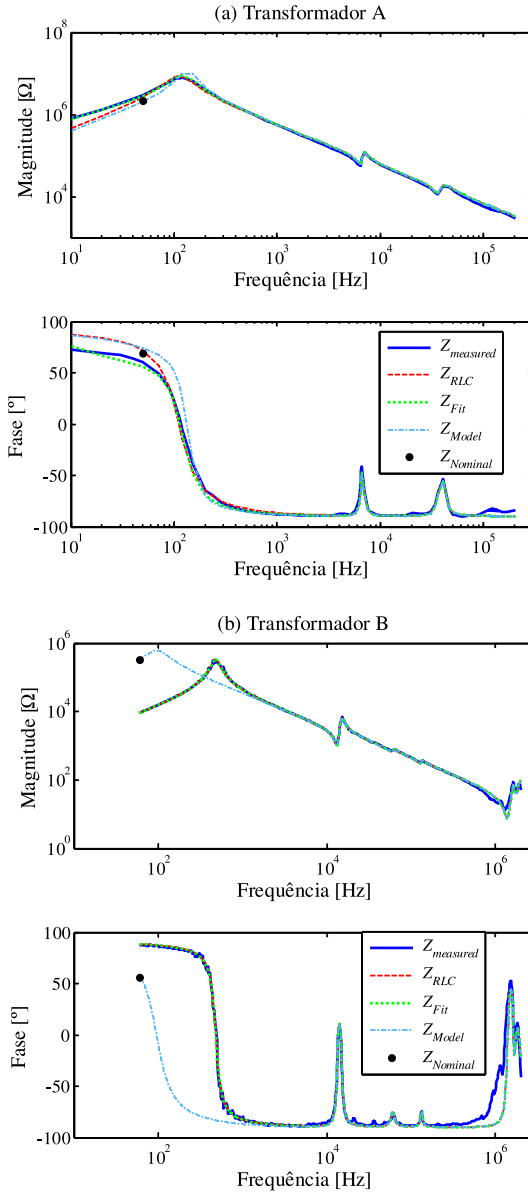 (a) Transformador A
10^8
10^6
10^4
Magnitude [Ω]
10^1 10^2 10^3 10^4 10^5
Frequência [Hz]
100
50
0
-50
-100
Fase [º]
Z_measured
Z_RLC
Z_Fit
Z_Model
Z_Nominal
10^1 10^2 10^3 10^4 10^5
Frequência [Hz]
(b) Transformador B
10^6
10^4
10^2
10^0
Magnitude [Ω]
10^2 10^4 10^6
Frequência [Hz]
100
50
0
-50
-100
Fase [º]
Z_measured
Z_RLC
Z_Fit
Z_Model
Z_Nominal
10^2 10^4 10^6
Frequência [Hz]